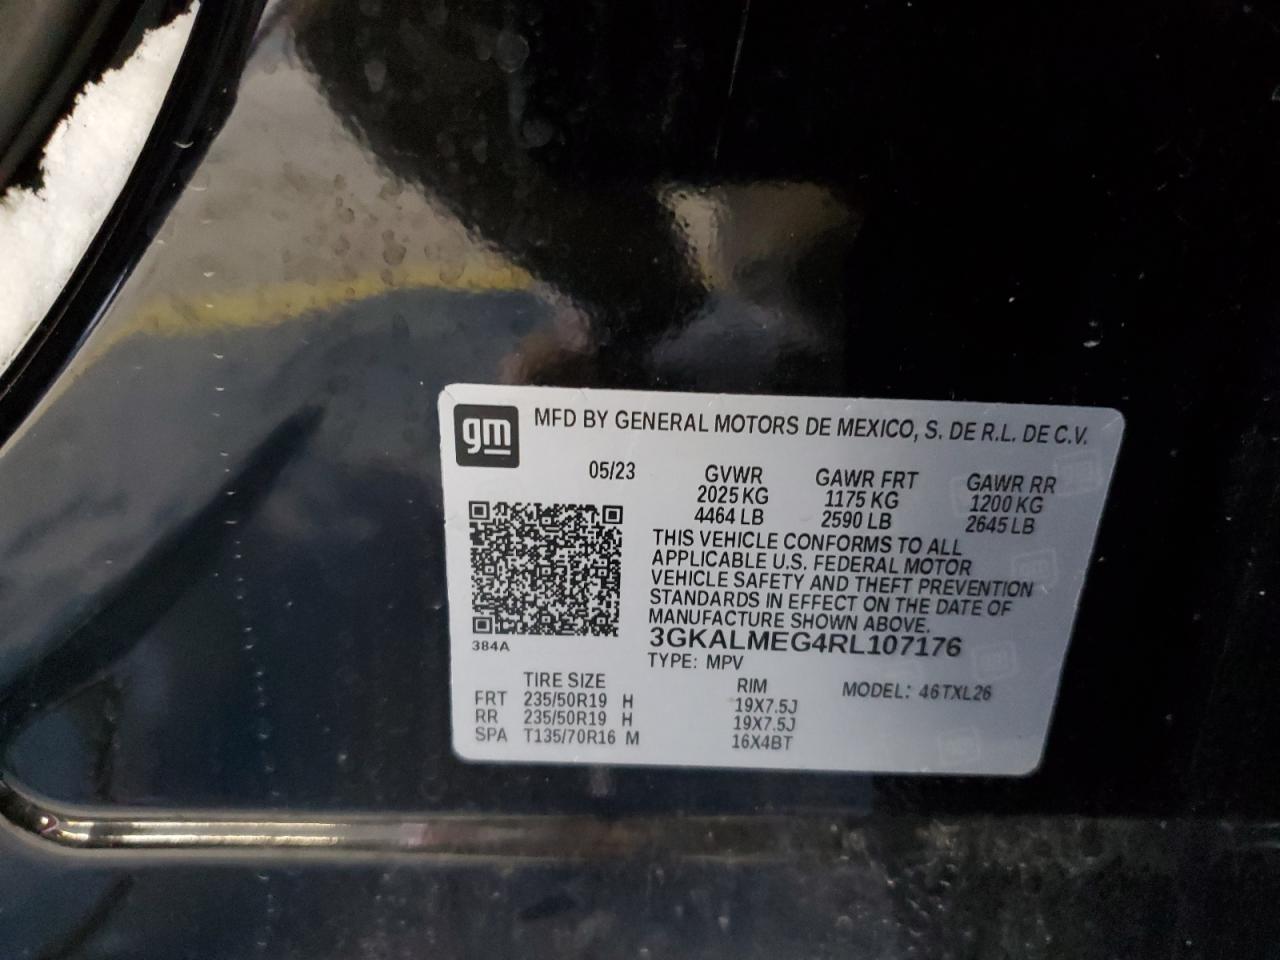 gm
MFD BY GENERAL MOTORS DE MEXICO, S. DE R.L. DE C.V.
05/23 GVWR GAWR FRT GAWR RR
2025 KG 1175 KG 1200 KG
4464 LB 2590 LB 2645 LB
THIS VEHICLE CONFORMS TO ALL
APPLICABLE U.S. FEDERAL MOTOR
VEHICLE SAFETY AND THEFT PREVENTION
STANDARDS IN EFFECT ON THE DATE OF
MANUFACTURE SHOWN ABOVE.
384A
3GKALMEG4RL107176
TYPE: MPV
MODEL: 46TXL26
TIRE SIZE RIM
FRT 235/50R19 H 19X7.5J
RR 235/50R19 H 19X7.5J
SPA T135/70R16 M 16X4BT